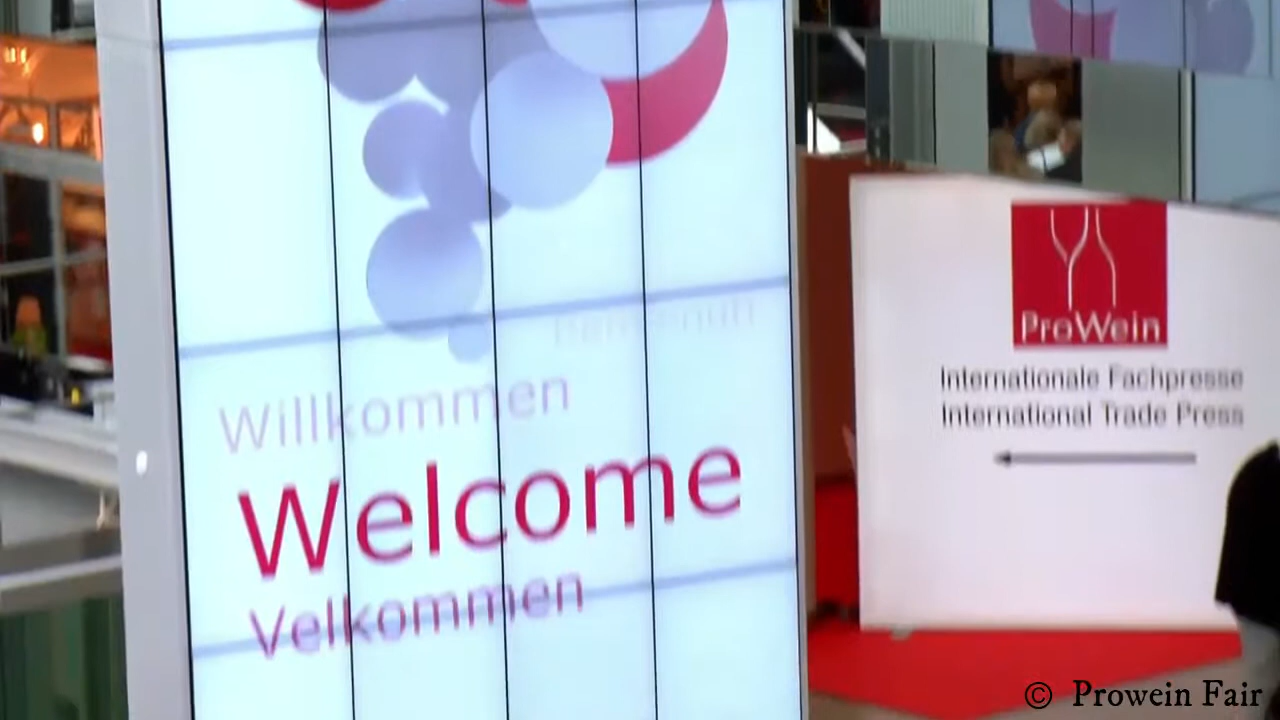 Willkommen
Welcome
Velkommen
ProWein
Internationale Fachpresse
International Trade Press
© Prowein Fair